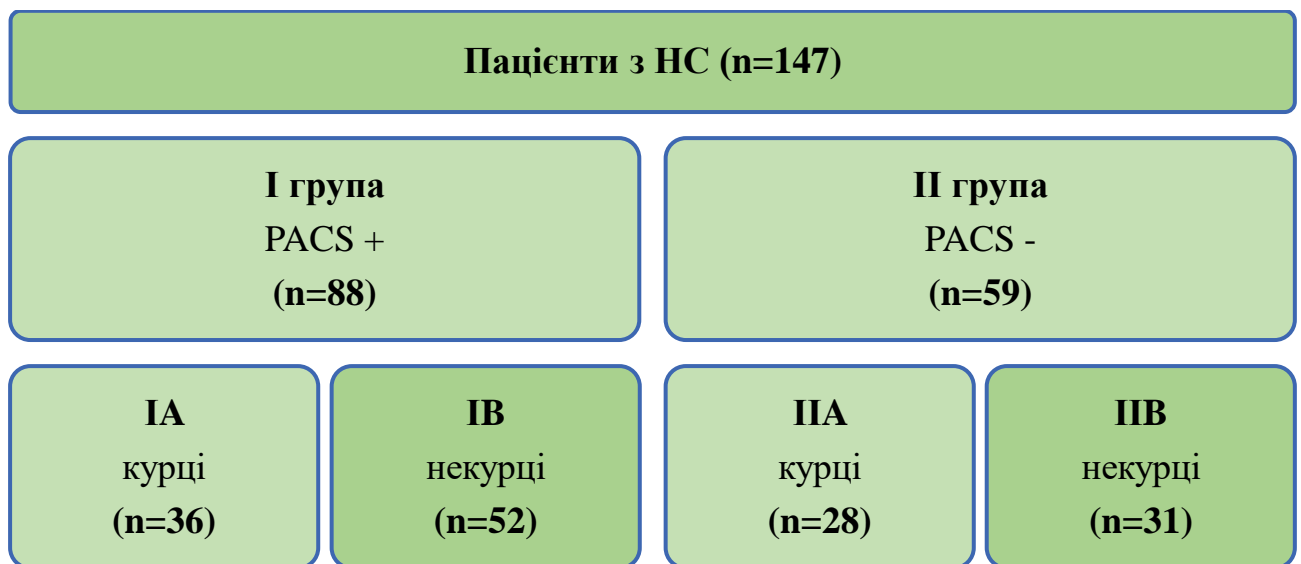 Пацієнти з НС (n=147)
І група
PACS +
(n=88)
ІІ група
PACS -
(n=59)
ІА
курці
(n=36)
ІВ
некурці
(n=52)
ІІА
курці
(n=28)
ІІВ
некурці
(n=31)